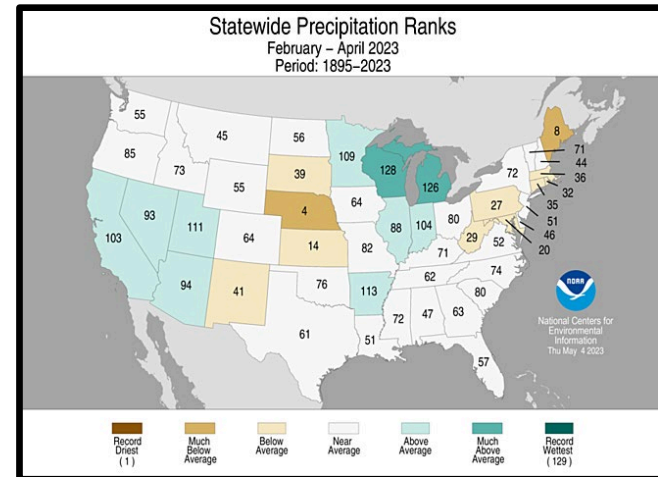 Statewide Precipitation Ranks
February – April 2023
Period: 1895–2023
55
45
56
109
8
85
73
39
128
126
72
71
44
36
32
35
51
46
20
55
4
64
27
93
111
64
14
88
104
80
29
52
103
82
71
94
41
76
113
62
74
80
61
51
72
47
63
57
NOAA
National Centers for
Environmental
Information
Thu May 4 2023
Record
Driest
(1)
Much
Below
Average
Below
Average
Near
Average
Above
Average
Much
Above
Average
Record
Wettest
(129)